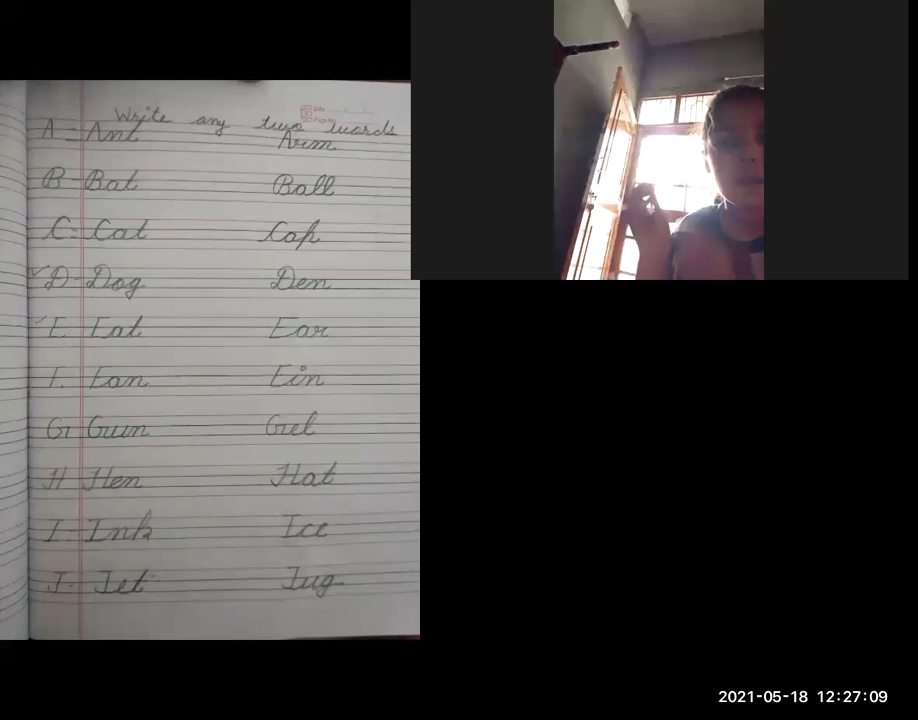 Write any two words
A = Ant Arm
B - Bat Ball
C = Cat Cap
D - Dog Den
E. Eat Ear
F. Fan Fin
G Gun Gel
H Hen Hat
I - Ink Ice
J - Jet Jug
2021-05-18 12:27:09